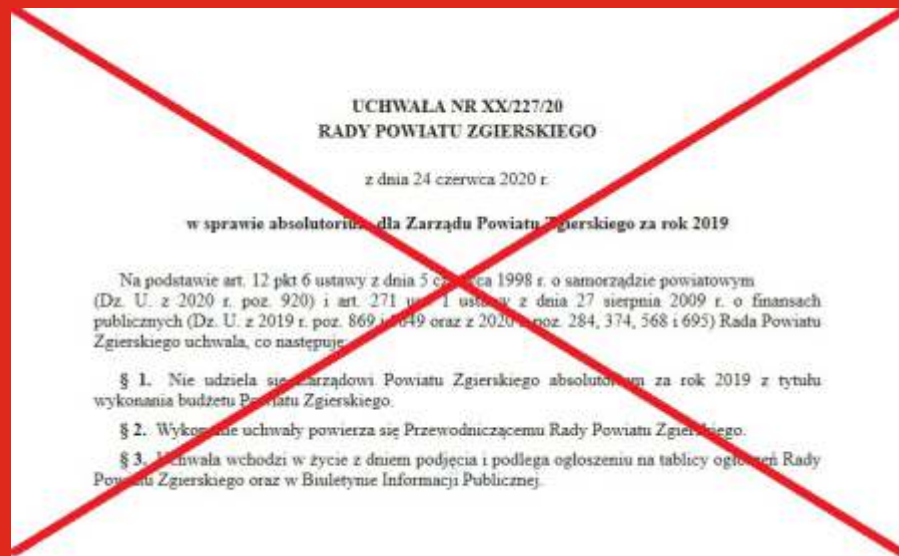 UCHWAŁA NR XX/227/20
RADY POWIATU ZGIERSKIEGO
z dnia 24 czerwca 2020 r.
w sprawie absolutorium dla Zarządu Powiatu Zgierskiego za rok 2019
Na podstawie art. 12 pkt 6 ustawy z dnia 5 czerwca 1998 r. o samorządzie powiatowym
(Dz. U. z 2020 r. poz. 920) i art. 271 ust. 1 ustawy z dnia 27 sierpnia 2009 r. o finansach
publicznych (Dz. U. z 2019 r. poz. 869 i 1649 oraz z 2020 r. poz. 284, 374, 568 i 695) Rada Powiatu
Zgierskiego uchwala, co następuje:
§ 1. Nie udziela się Zarządowi Powiatu Zgierskiego absolutorium za rok 2019 z tytułu
wykonania budżetu Powiatu Zgierskiego.
§ 2. Wykonanie uchwały powierza się Przewodniczącemu Rady Powiatu Zgierskiego.
§ 3. Uchwała wchodzi w życie z dniem podjęcia i podlega ogłoszeniu na tablicy ogłoszeń Rady
Powiatu Zgierskiego oraz w Biuletynie Informacji Publicznej.